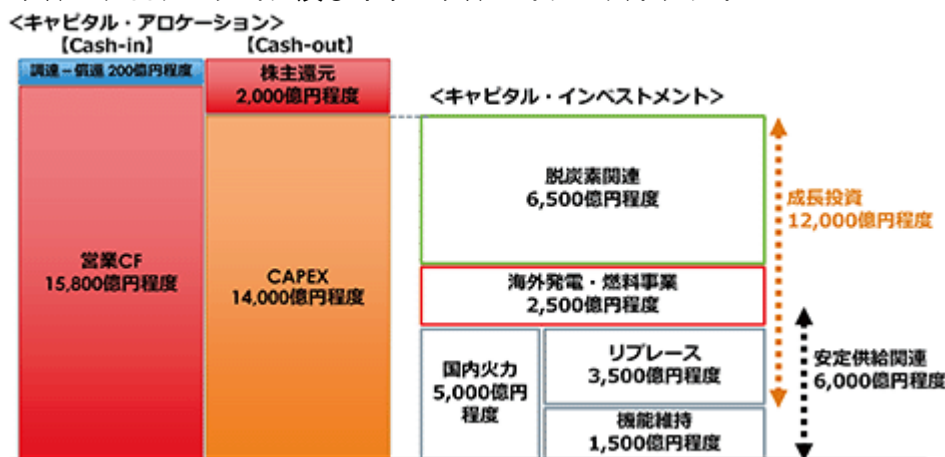 <キャピタル・アロケーション>
【Cash-in】
【Cash-out】
調達－償還 200億円程度
株主還元
2,000億円程度
<キャピタル・インベストメント>
脱炭素関連
6,500億円程度
成長投資
12,000億円程度
営業CF
15,800億円程度
CAPEX
14,000億円程度
海外発電・燃料事業
2,500億円程度
国内火力
5,000億円
程度
リプレース
3,500億円程度
安定供給関連
6,000億円程度
機能維持
1,500億円程度